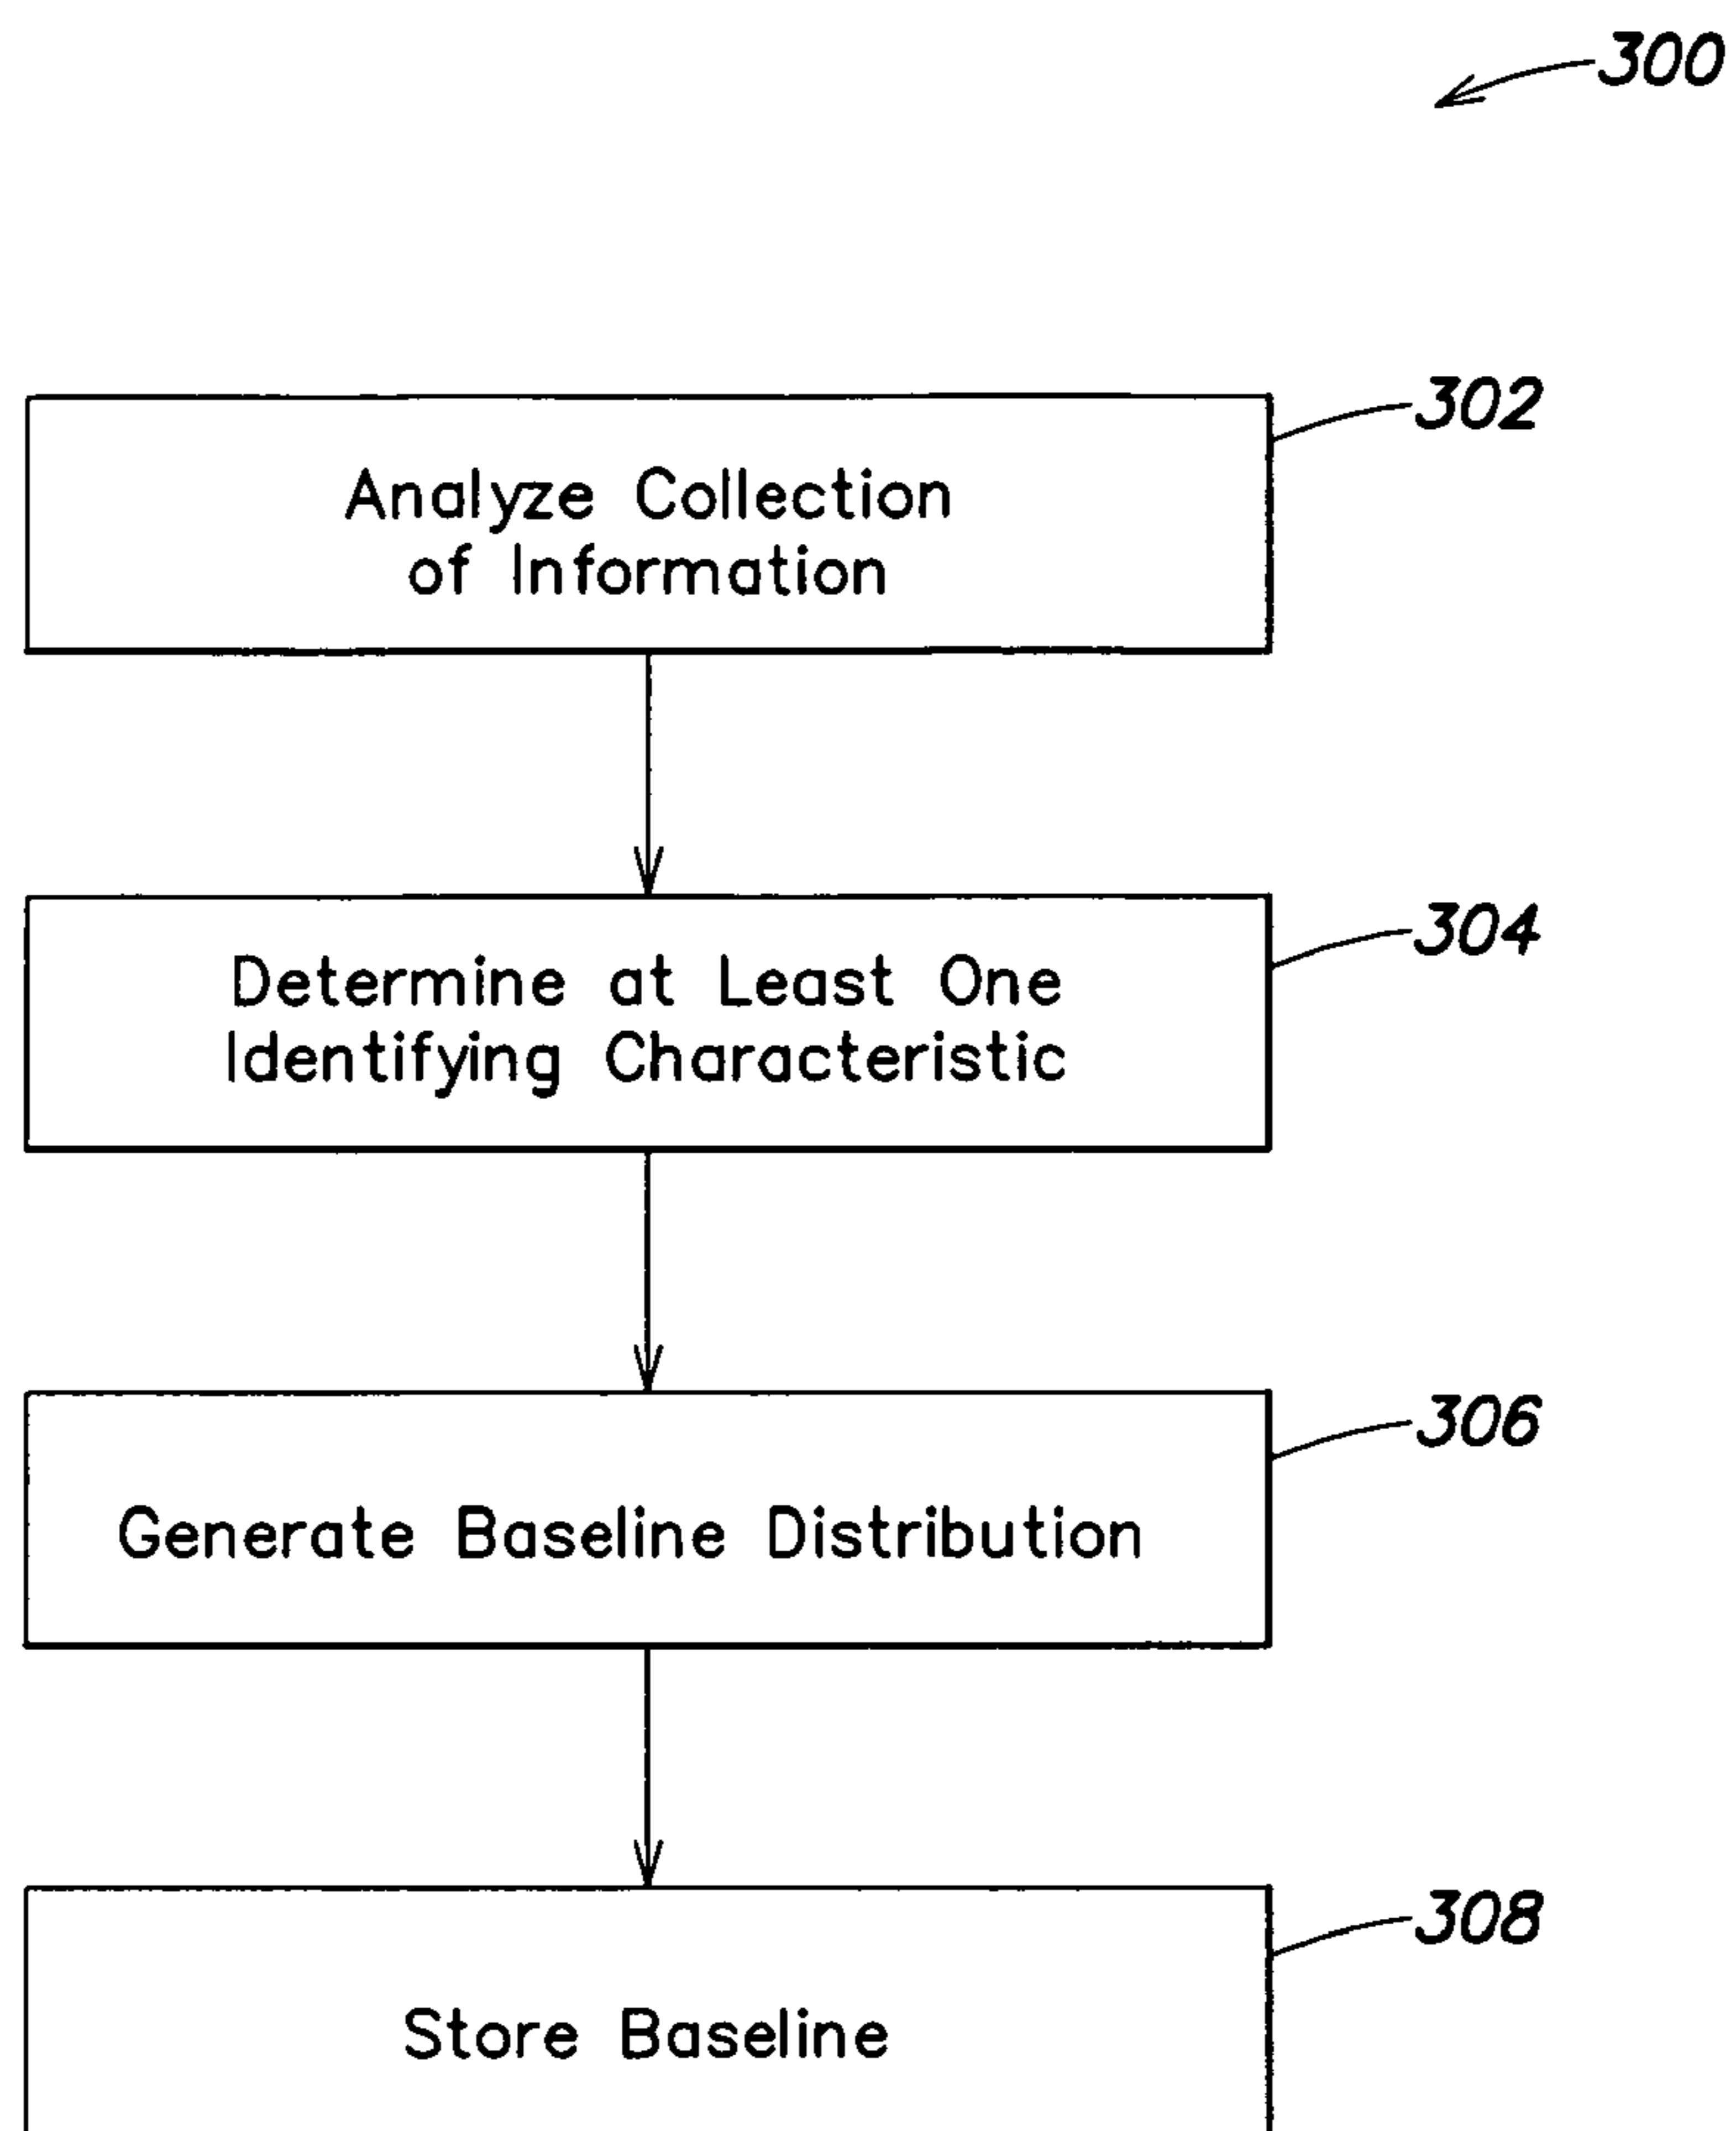 300
302
Analyze Collection
of Information
304
Determine at Least One
Identifying Characteristic
306
Generate Baseline Distribution
308
Store Baseline